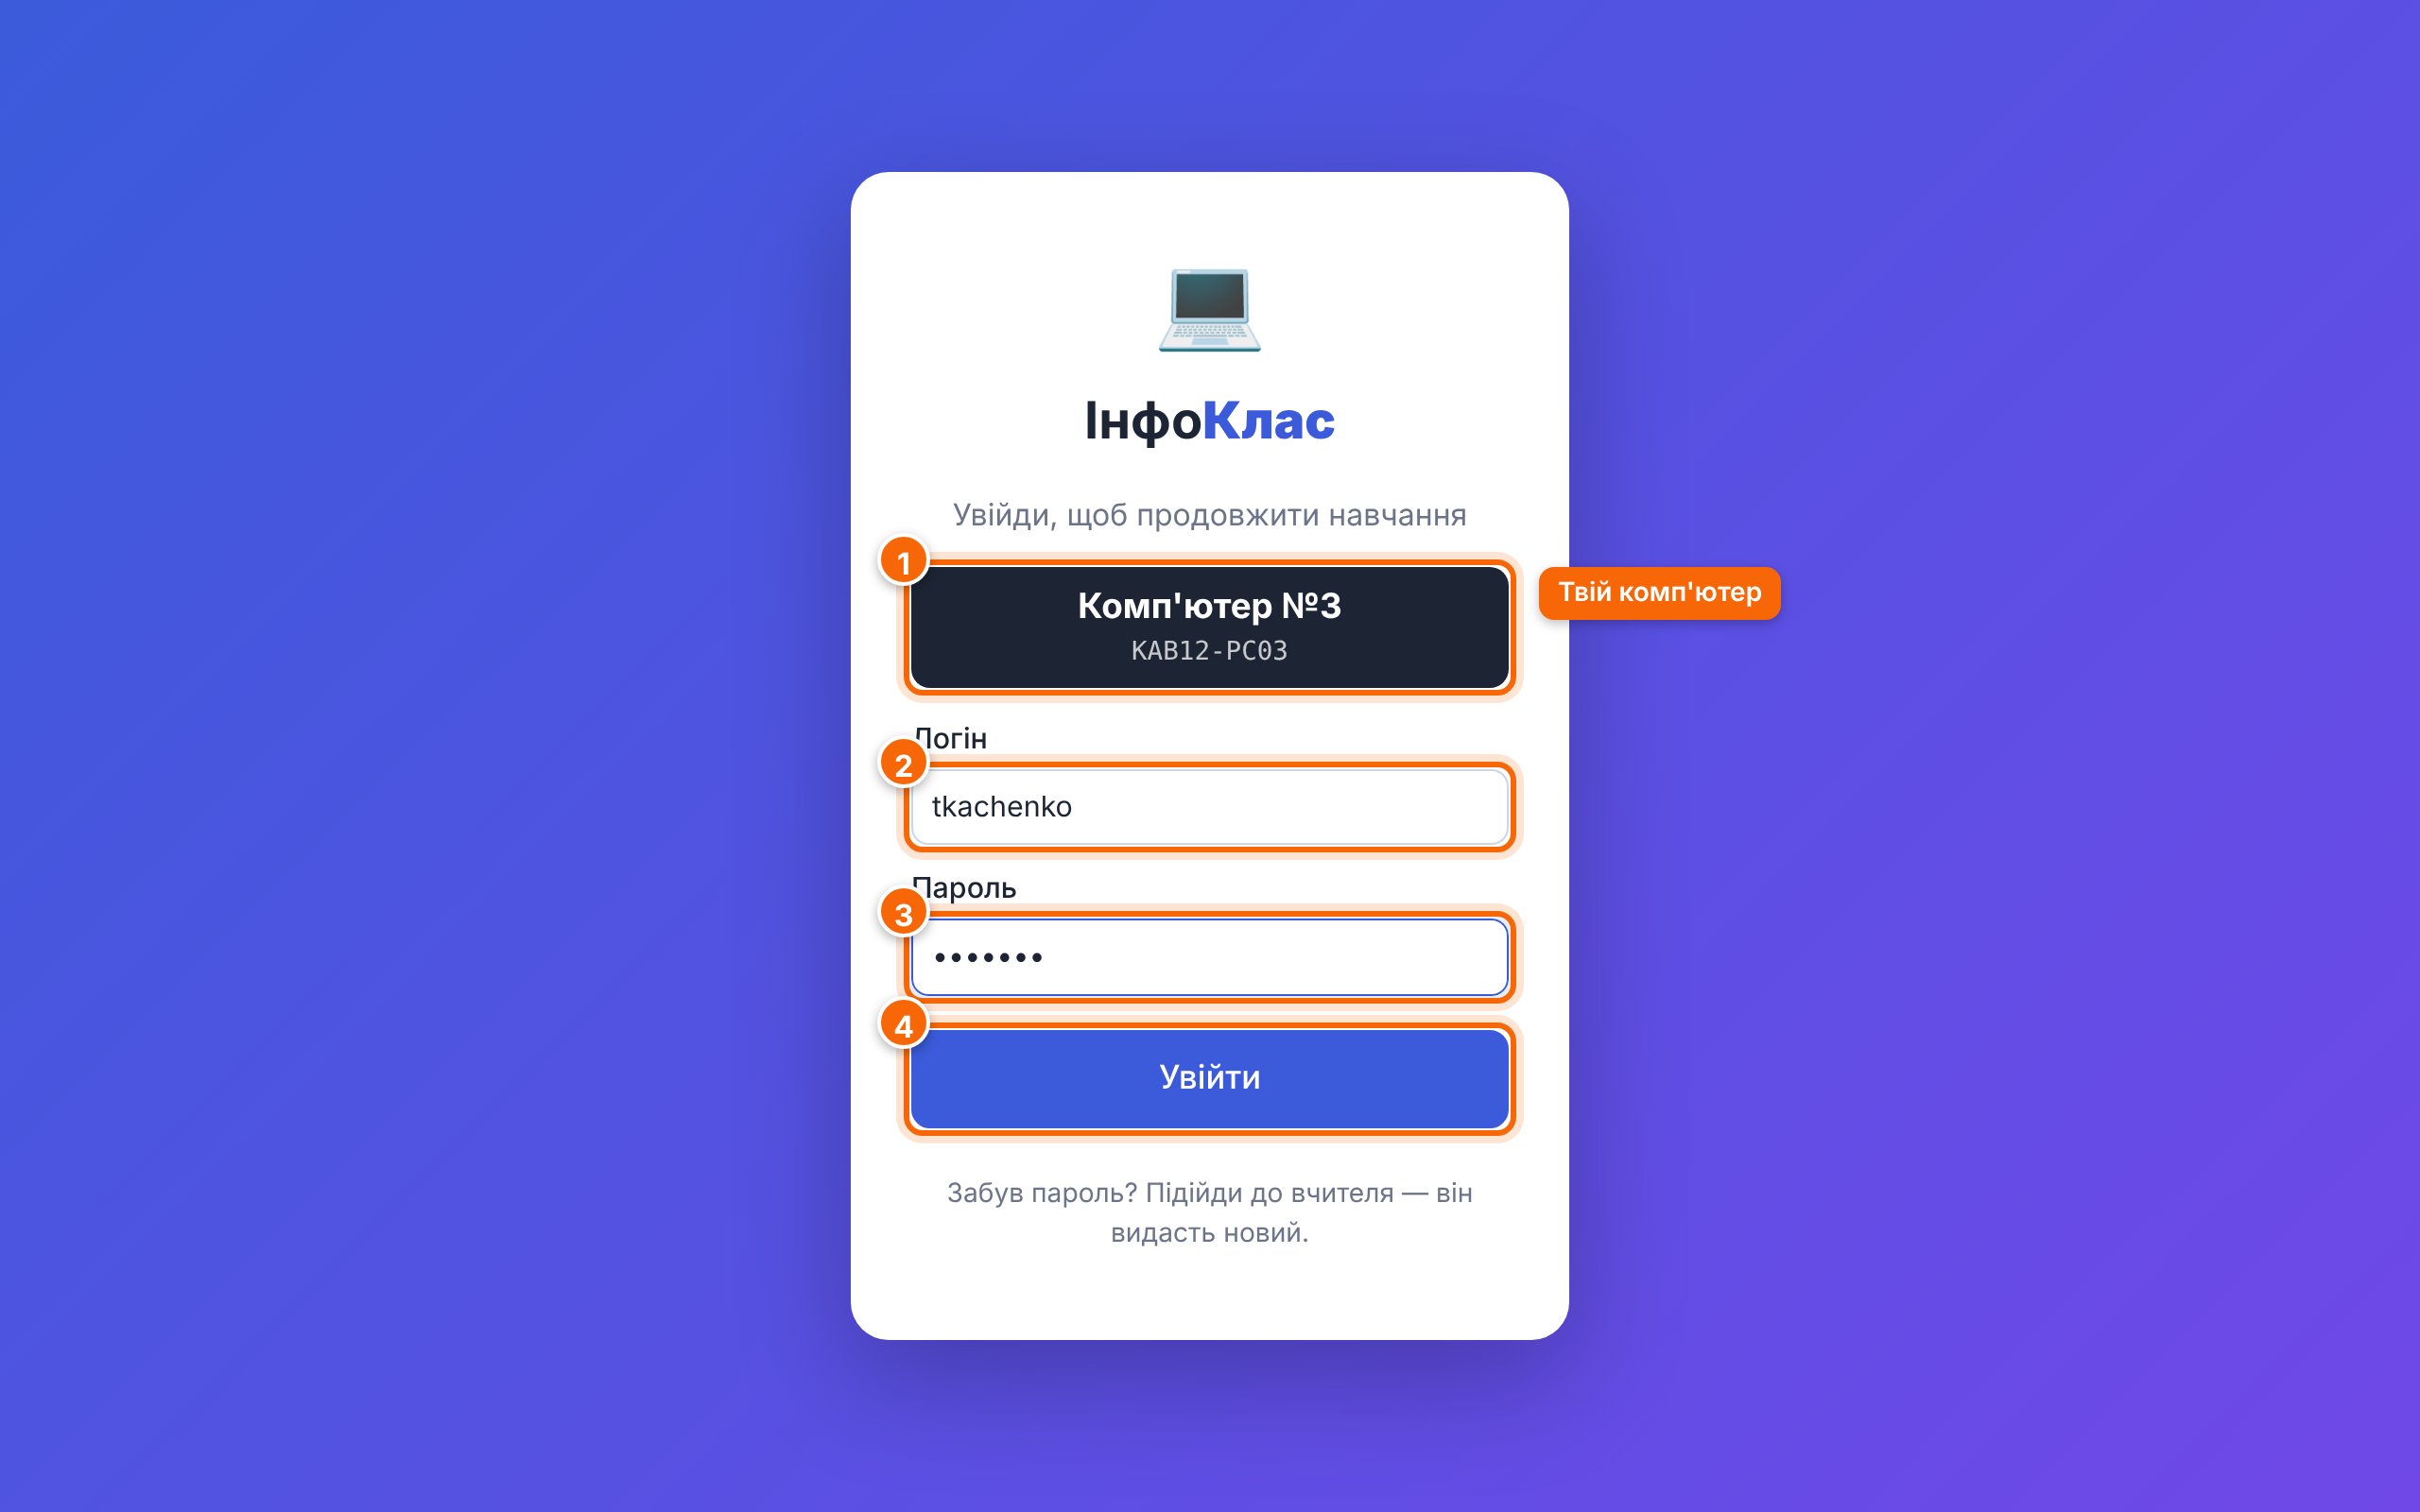 ІнфоКлас
Увійди, щоб продовжити навчання
1
Комп'ютер №3
KAB12-PC03
Твій комп'ютер
Логін
2
tkachenko
Пароль
3
•••••••
4
Увійти
Забув пароль? Підійди до вчителя — він
видасть новий.